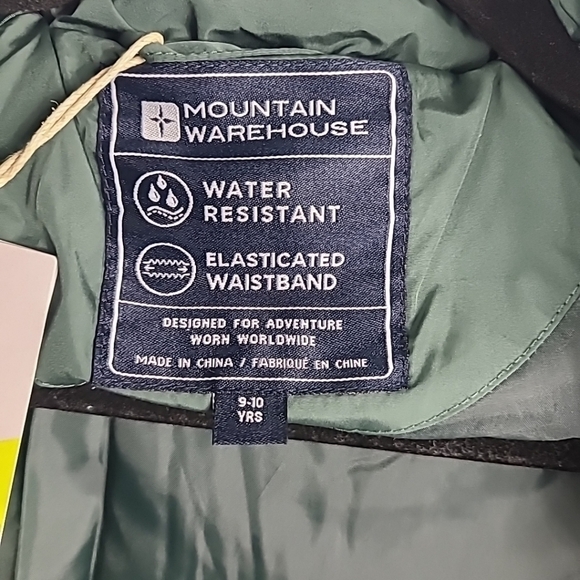 MOUNTAIN
WAREHOUSE
WATER
RESISTANT
ELASTICATED
WAISTBAND
DESIGNED FOR ADVENTURE
WORN WORLDWIDE
MADE IN CHINA / FABRIQUÉ EN CHINE
9-10
YRS